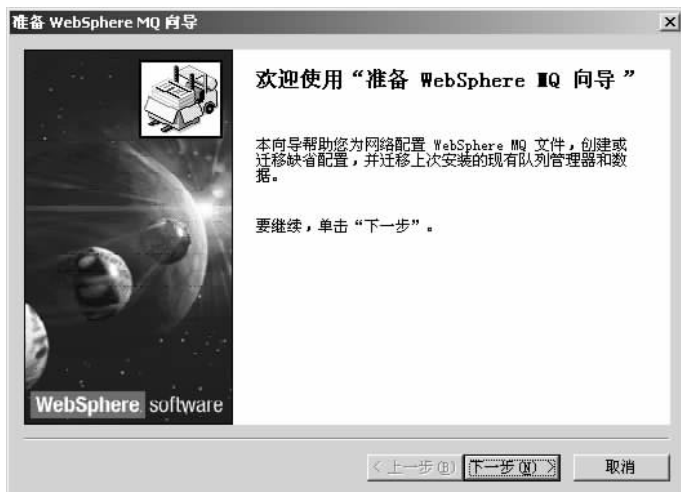 准备 WebSphere MQ 向导
欢迎使用“准备 WebSphere MQ 向导 ”
本向导帮助您为网络配置 WebSphere MQ 文件，创建或
迁移缺省配置，并迁移上次安装的现有队列管理器和数
据。
要继续，单击“下一步”。
WebSphere software
< 上一步(B)
下一步(N) >
取消